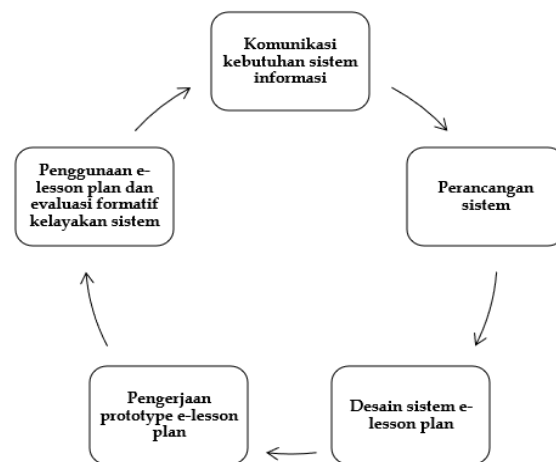 Komunikasi
kebutuhan sistem
informasi
Perancangan
sistem
Desain sistem e-
lesson plan
Pengerjaan
prototype e-lesson
plan
Penggunaan e-
lesson plan dan
evaluasi formatif
kelayakan sistem